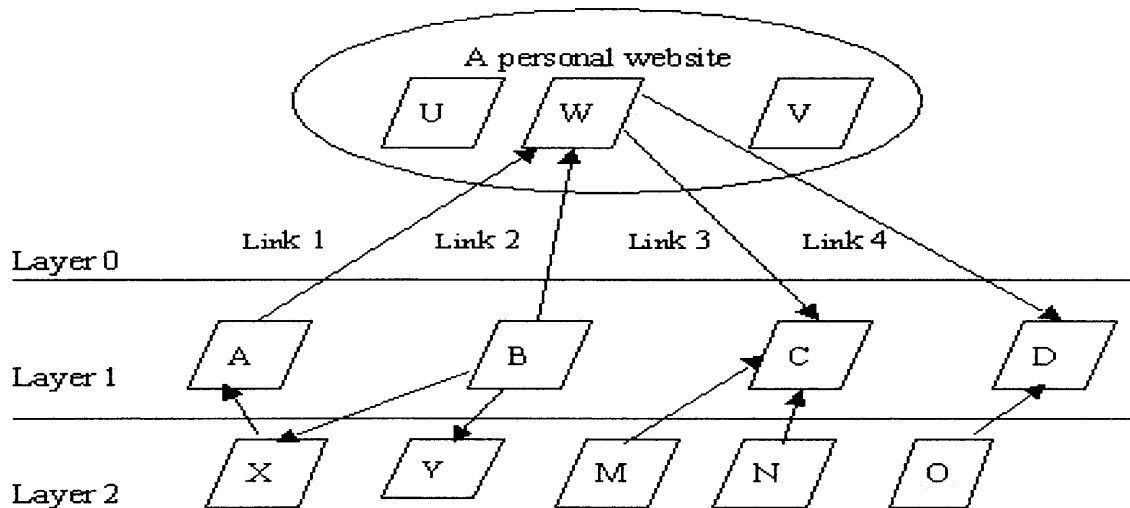 A personal website
U W V
Link 1 Link 2 Link 3 Link 4
Layer 0
A B C D
Layer 1
X Y M N O
Layer 2